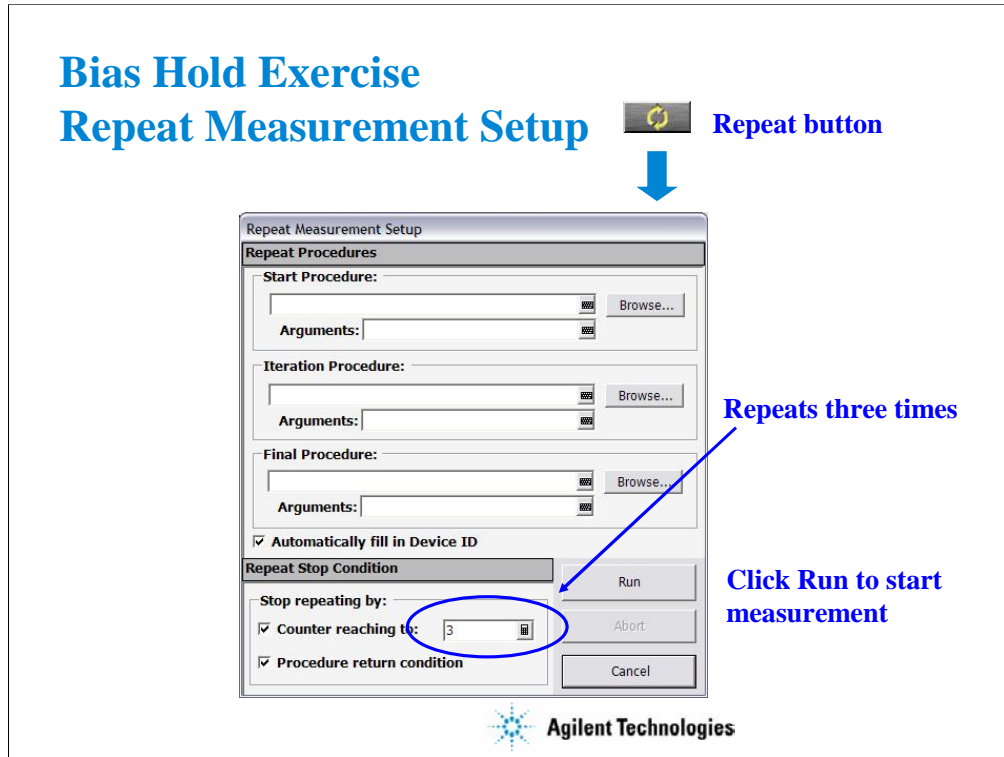 Bias Hold Exercise
Repeat Measurement Setup
Repeat button
Repeat Measurement Setup
Repeat Procedures
Start Procedure:
Browse...
Arguments:
Iteration Procedure:
Browse...
Arguments:
Repeats three times
Final Procedure:
Browse...
Arguments:
Automatically fill in Device ID
Repeat Stop Condition
Run
Click Run to start
measurement
Stop repeating by:
Counter reaching to: 3
Abort
Procedure return condition
Cancel
Agilent Technologies